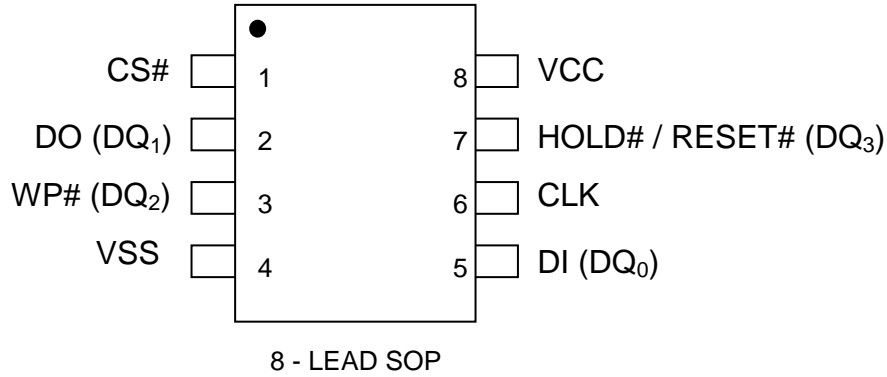 CS# 1 8 VCC
DO (DQ₁) 2 7 HOLD# / RESET# (DQ₃)
WP# (DQ₂) 3 6 CLK
VSS 4 5 DI (DQ₀)
8 - LEAD SOP